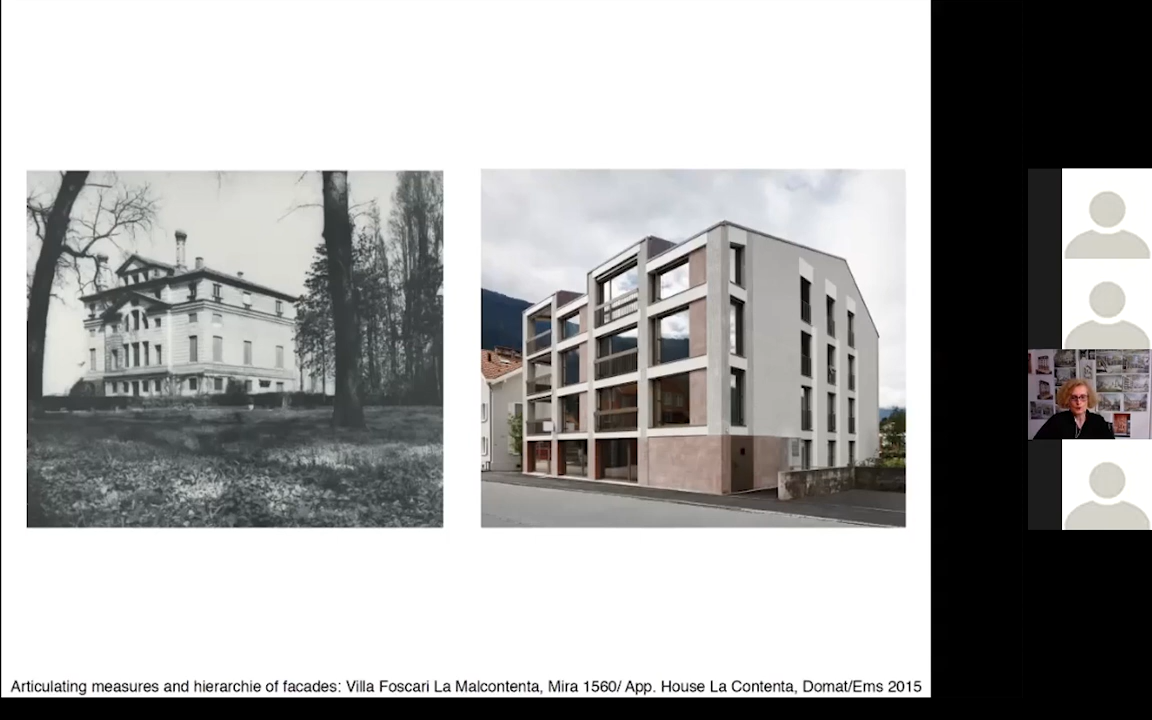 Articulating measures and hierarchie of facades: Villa Foscari La Malcontenta, Mira 1560/ App. House La Contenta, Domat/Ems 2015